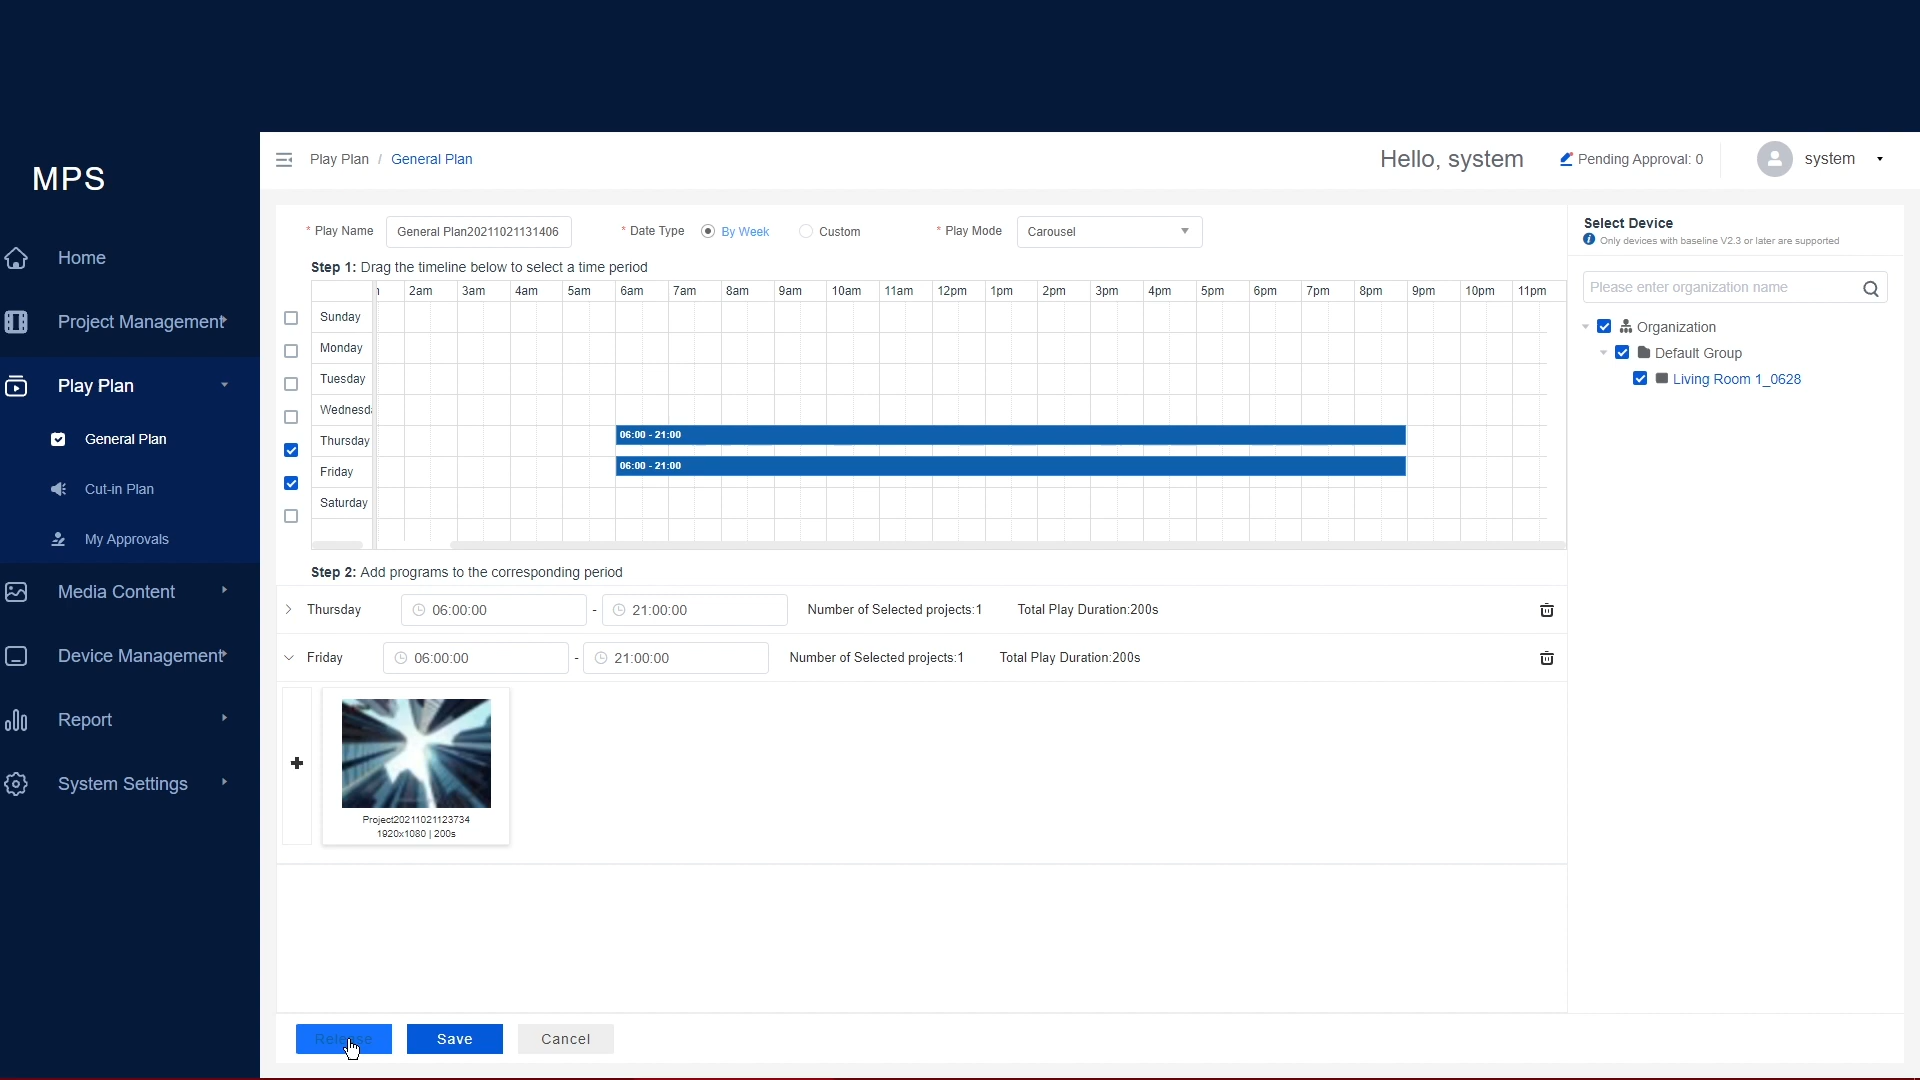 MPS
Home
Project Management
Play Plan
General Plan
Cut-in Plan
My Approvals
Media Content
Device Management
Report
System Settings
Play Plan / General Plan
Hello, system
Pending Approval: 0
system
* Play Name General Plan20211021131406 * Date Type By Week Custom * Play Mode Carousel
Step 1: Drag the timeline below to select a time period
2am 3am 4am 5am 6am 7am 8am 9am 10am 11am 12pm 1pm 2pm 3pm 4pm 5pm 6pm 7pm 8pm 9pm 10pm 11pm
Sunday
Monday
Tuesday
Wednesd
Thursday 06:00 - 21:00
Friday 06:00 - 21:00
Saturday
Step 2: Add programs to the corresponding period
Thursday 06:00:00 - 21:00:00 Number of Selected projects:1 Total Play Duration:200s
Friday 06:00:00 - 21:00:00 Number of Selected projects:1 Total Play Duration:200s
Project20211021123734
1920x1080 | 200s
Release Save Cancel
Select Device
Only devices with baseline V2.3 or later are supported
Please enter organization name
Organization
Default Group
Living Room 1_0628